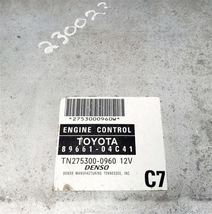 230023
*2753000960W*
ENGINE CONTROL
TOYOTA
89661-04C41
TN275300-0960 12V
DENSO
DENSO MANUFACTURING TENNESSEE, INC.
C7